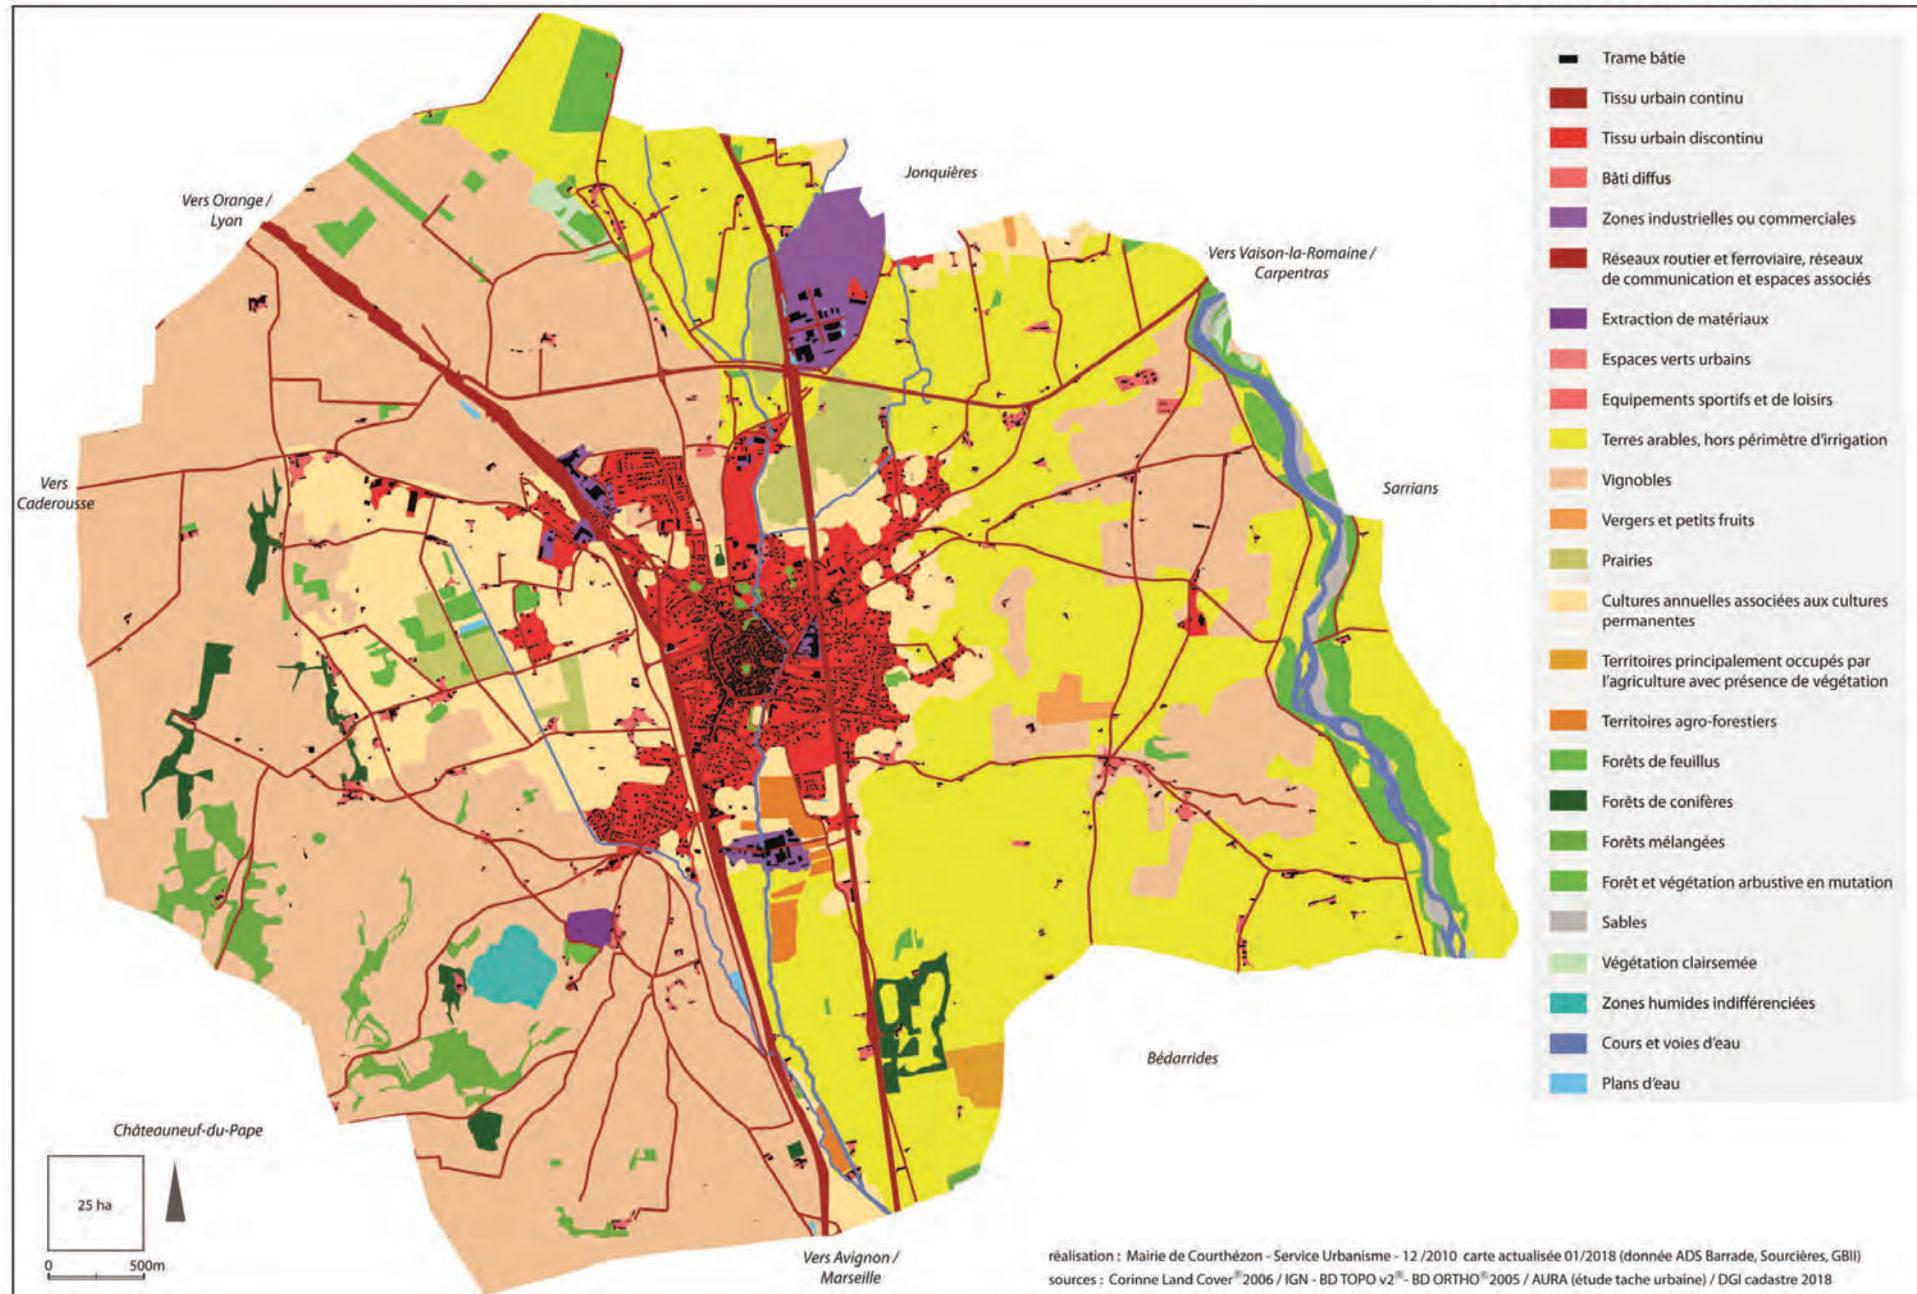 Jonquières
Vers Orange /
Lyon
Vers Vaison-la-Romaine /
Carpentras
Vers
Caderousse
Sarrians
Bédarrides
Châteauneuf-du-Pape
Vers Avignon /
Marseille
25 ha
0
500m
Trame bâtie
Tissu urbain continu
Tissu urbain discontinu
Bâti diffus
Zones industrielles ou commerciales
Réseaux routier et ferroviaire, réseaux
de communication et espaces associés
Extraction de matériaux
Espaces verts urbains
Equipements sportifs et de loisirs
Terres arables, hors périmètre d'irrigation
Vignobles
Vergers et petits fruits
Prairies
Cultures annuelles associées aux cultures
permanentes
Territoires principalement occupés par
l'agriculture avec présence de végétation
Territoires agro-forestiers
Forêts de feuillus
Forêts de conifères
Forêts mélangées
Forêt et végétation arbustive en mutation
Sables
Végétation clairsemée
Zones humides indifférenciées
Cours et voies d'eau
Plans d'eau
réalisation : Mairie de Courthézon - Service Urbanisme - 12 /2010 carte actualisée 01/2018 (donnée ADS Barrade, Sourcières, GBII)
sources : Corinne Land Cover® 2006 / IGN - BD TOPO v2® - BD ORTHO® 2005 / AURA (étude tache urbaine) / DGI cadastre 2018